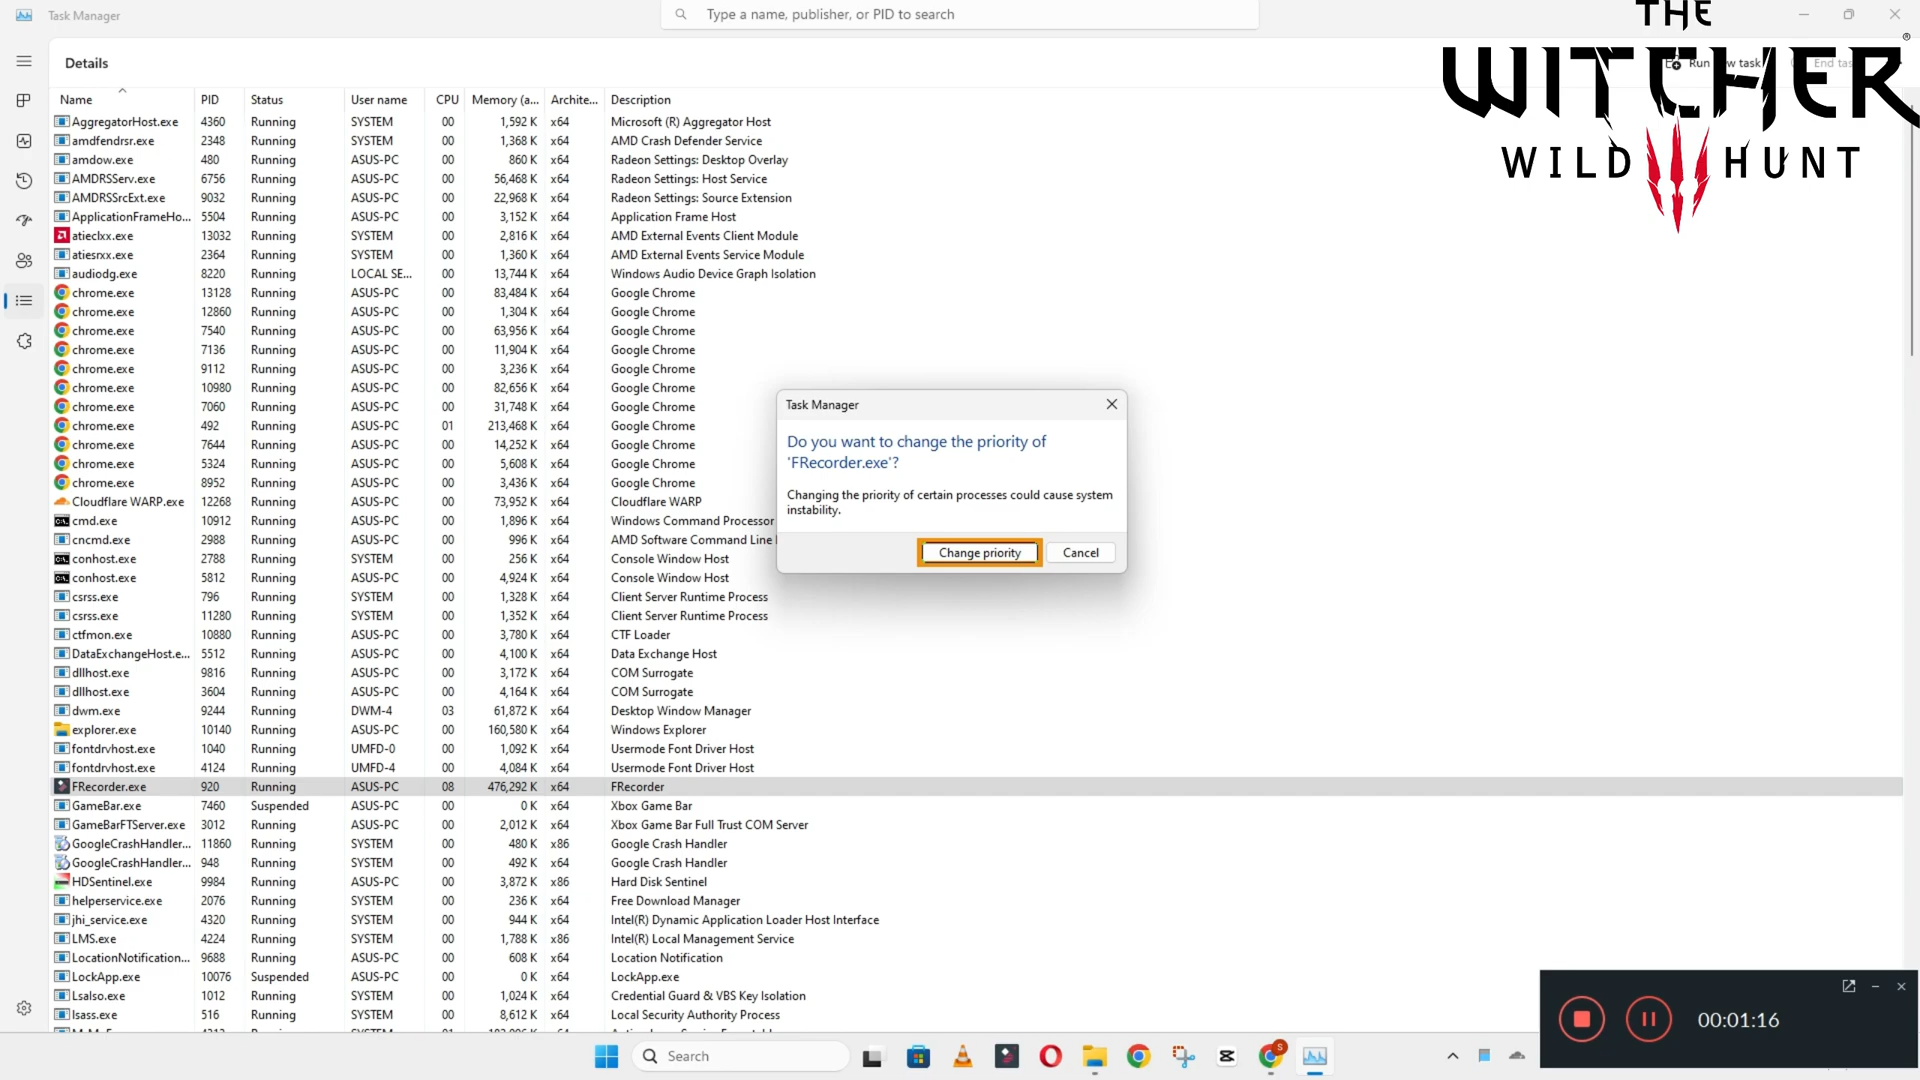 Task Manager
Type a name, publisher, or PID to search
THE
WITCHER
®
WILD HUNT
Details
Name PID Status User name CPU Memory (a... Archite... Description
AggregatorHost.exe 4360 Running SYSTEM 00 1,592 K x64 Microsoft (R) Aggregator Host
amdfendrsr.exe 2348 Running SYSTEM 00 1,368 K x64 AMD Crash Defender Service
amdow.exe 480 Running ASUS-PC 00 860 K x64 Radeon Settings: Desktop Overlay
AMDRSServ.exe 6756 Running ASUS-PC 00 56,468 K x64 Radeon Settings: Host Service
AMDRSSrcExt.exe 9032 Running ASUS-PC 00 22,968 K x64 Radeon Settings: Source Extension
ApplicationFrameHo... 5504 Running ASUS-PC 00 3,152 K x64 Application Frame Host
atieclxx.exe 13032 Running SYSTEM 00 2,816 K x64 AMD External Events Client Module
atiesrxx.exe 2364 Running SYSTEM 00 1,360 K x64 AMD External Events Service Module
audiodg.exe 8220 Running LOCAL SE... 00 13,744 K x64 Windows Audio Device Graph Isolation
chrome.exe 13128 Running ASUS-PC 00 83,484 K x64 Google Chrome
chrome.exe 12860 Running ASUS-PC 00 1,304 K x64 Google Chrome
chrome.exe 7540 Running ASUS-PC 00 63,956 K x64 Google Chrome
chrome.exe 7136 Running ASUS-PC 00 11,904 K x64 Google Chrome
chrome.exe 9112 Running ASUS-PC 00 3,236 K x64 Google Chrome
chrome.exe 10980 Running ASUS-PC 00 82,656 K x64 Google Chrome
chrome.exe 7060 Running ASUS-PC 00 31,748 K x64 Google Chrome
chrome.exe 492 Running ASUS-PC 01 213,468 K x64 Google Chrome
chrome.exe 7644 Running ASUS-PC 00 14,252 K x64 Google Chrome
chrome.exe 5324 Running ASUS-PC 00 5,608 K x64 Google Chrome
chrome.exe 8952 Running ASUS-PC 00 3,436 K x64 Google Chrome
Cloudflare WARP.exe 12268 Running ASUS-PC 00 73,952 K x64 Cloudflare WARP
cmd.exe 10912 Running ASUS-PC 00 1,896 K x64 Windows Command Processor
cncmd.exe 2988 Running ASUS-PC 00 996 K x64 AMD Software Command Line
conhost.exe 2788 Running SYSTEM 00 256 K x64 Console Window Host
conhost.exe 5812 Running ASUS-PC 00 4,924 K x64 Console Window Host
csrss.exe 796 Running SYSTEM 00 1,328 K x64 Client Server Runtime Process
csrss.exe 11280 Running SYSTEM 00 1,352 K x64 Client Server Runtime Process
ctfmon.exe 10880 Running ASUS-PC 00 3,780 K x64 CTF Loader
DataExchangeHost.e... 5512 Running ASUS-PC 00 4,100 K x64 Data Exchange Host
dllhost.exe 9816 Running ASUS-PC 00 3,172 K x64 COM Surrogate
dllhost.exe 3604 Running ASUS-PC 00 4,164 K x64 COM Surrogate
dwm.exe 9244 Running DWM-4 03 61,872 K x64 Desktop Window Manager
explorer.exe 10140 Running ASUS-PC 00 160,580 K x64 Windows Explorer
fontdrvhost.exe 1040 Running UMFD-0 00 1,092 K x64 Usermode Font Driver Host
fontdrvhost.exe 4124 Running UMFD-4 00 4,084 K x64 Usermode Font Driver Host
FRecorder.exe 920 Running ASUS-PC 08 476,292 K x64 FRecorder
GameBar.exe 7460 Suspended ASUS-PC 00 0 K x64 Xbox Game Bar
GameBarFTServer.exe 3012 Running ASUS-PC 00 2,012 K x64 Xbox Game Bar Full Trust COM Server
GoogleCrashHandler... 11860 Running SYSTEM 00 480 K x86 Google Crash Handler
GoogleCrashHandler... 948 Running SYSTEM 00 492 K x64 Google Crash Handler
HDSentinel.exe 9984 Running ASUS-PC 00 3,872 K x86 Hard Disk Sentinel
helperservice.exe 2076 Running SYSTEM 00 236 K x64 Free Download Manager
jhi_service.exe 4320 Running SYSTEM 00 944 K x64 Intel(R) Dynamic Application Loader Host Interface
LMS.exe 4224 Running SYSTEM 00 1,788 K x86 Intel(R) Local Management Service
LocationNotification... 9688 Running ASUS-PC 00 608 K x64 Location Notification
LockApp.exe 10076 Suspended ASUS-PC 00 0 K x64 LockApp.exe
LsaIso.exe 1012 Running SYSTEM 00 1,024 K x64 Credential Guard & VBS Key Isolation
lsass.exe 516 Running SYSTEM 00 8,612 K x64 Local Security Authority Process
Task Manager
Do you want to change the priority of
'FRecorder.exe'?
Changing the priority of certain processes could cause system
instability.
Change priority Cancel
00:01:16
Search
S